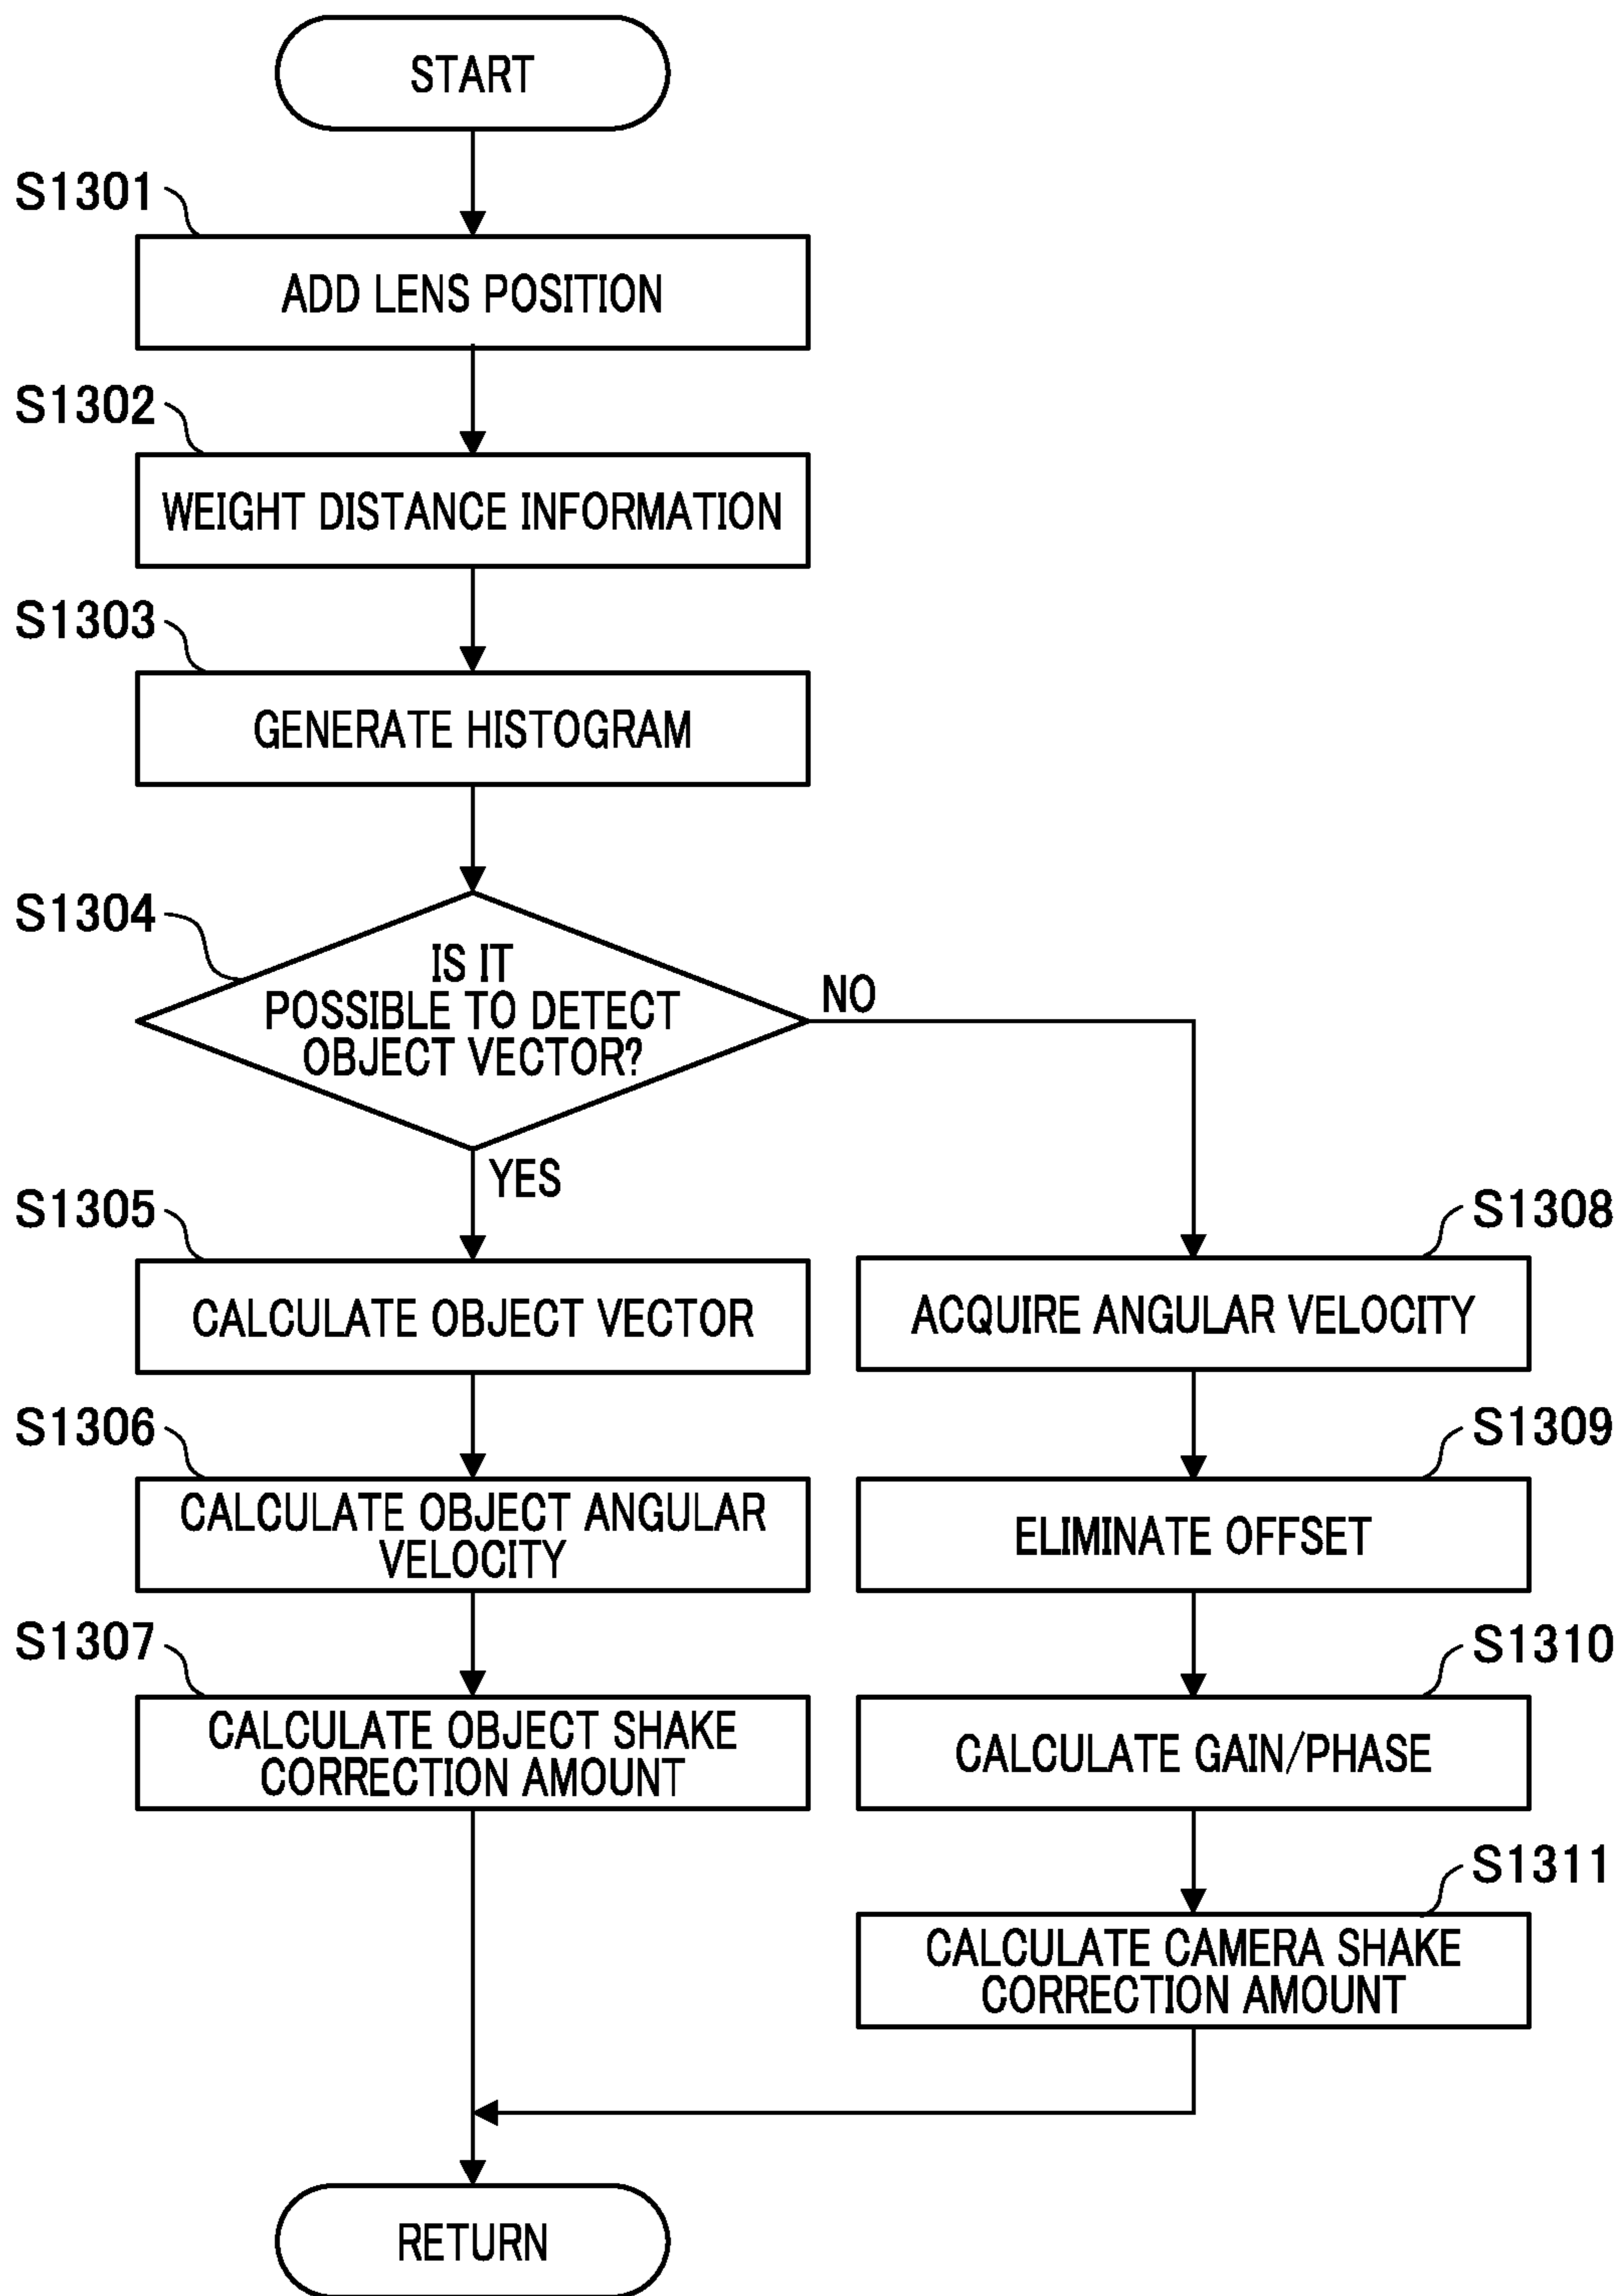 START
S1301
ADD LENS POSITION
S1302
WEIGHT DISTANCE INFORMATION
S1303
GENERATE HISTOGRAM
S1304
IS IT
POSSIBLE TO DETECT
OBJECT VECTOR?
NO
YES
S1305
CALCULATE OBJECT VECTOR
S1306
CALCULATE OBJECT ANGULAR
VELOCITY
S1307
CALCULATE OBJECT SHAKE
CORRECTION AMOUNT
S1308
ACQUIRE ANGULAR VELOCITY
S1309
ELIMINATE OFFSET
S1310
CALCULATE GAIN/PHASE
S1311
CALCULATE CAMERA SHAKE
CORRECTION AMOUNT
RETURN